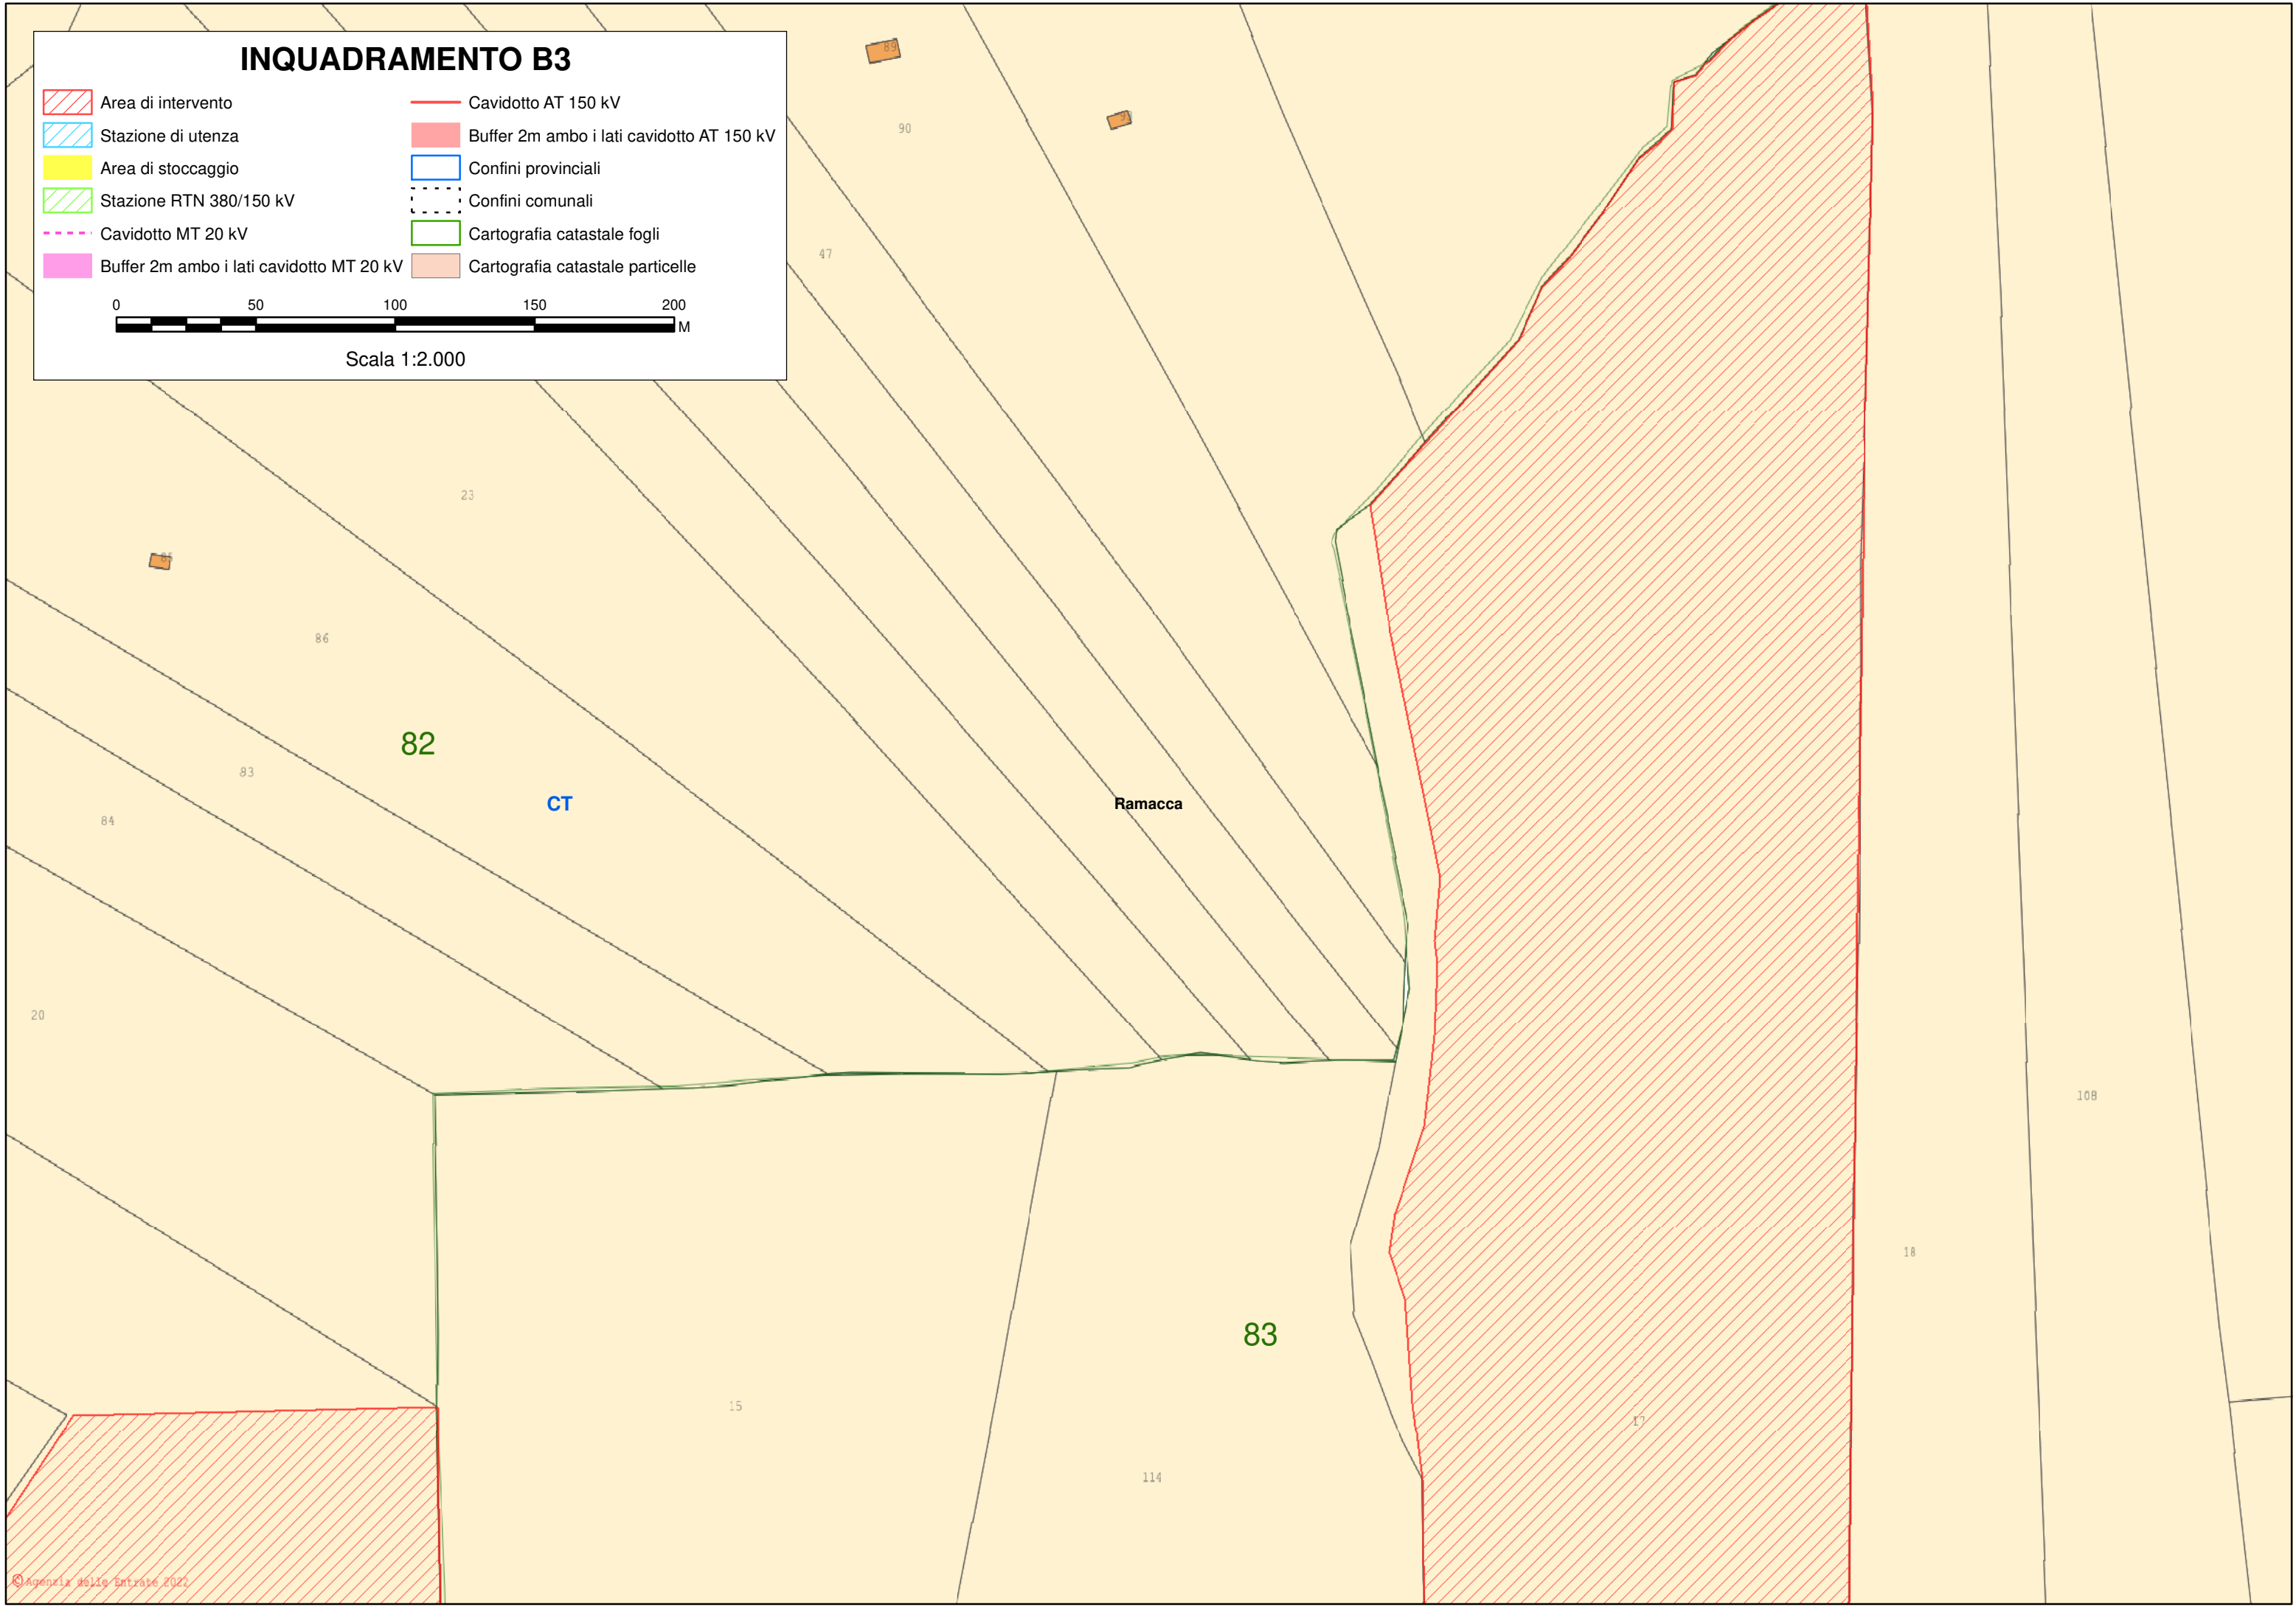 INQUADRAMENTO B3
Area di intervento
Stazione di utenza
Area di stoccaggio
Stazione RTN 380/150 kV
Cavidotto MT 20 kV
Buffer 2m ambo i lati cavidotto MT 20 kV
Cavidotto AT 150 kV
Buffer 2m ambo i lati cavidotto AT 150 kV
Confini provinciali
Confini comunali
Cartografia catastale fogli
Cartografia catastale particelle
0 50 100 150 200
M
Scala 1:2.000
89
90
47
23
86
82
83
CT
Ramacca
84
20
108
18
83
15
17
114
© Agenzia delle Entrate 2022